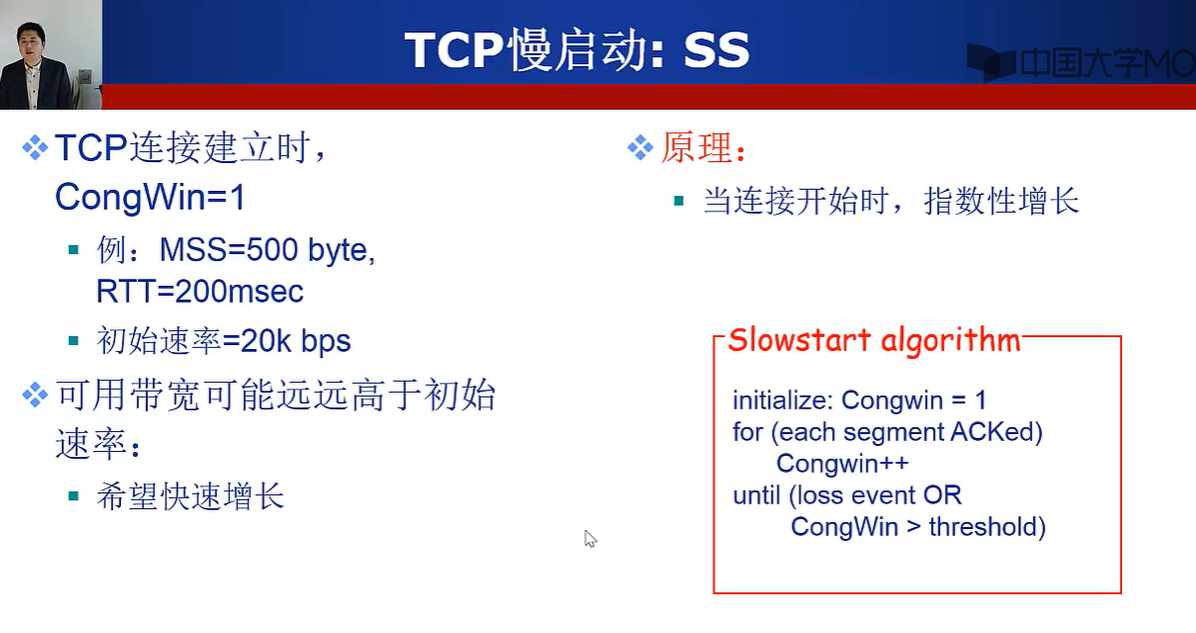 TCP慢启动: SS
中国大学MO
TCP连接建立时，
CongWin=1
例：MSS=500 byte,
RTT=200msec
初始速率=20k bps
可用带宽可能远远高于初始
速率：
希望快速增长
原理：
当连接开始时，指数性增长
Slowstart algorithm
initialize: Congwin = 1
for (each segment ACKed)
Congwin++
until (loss event OR
CongWin > threshold)